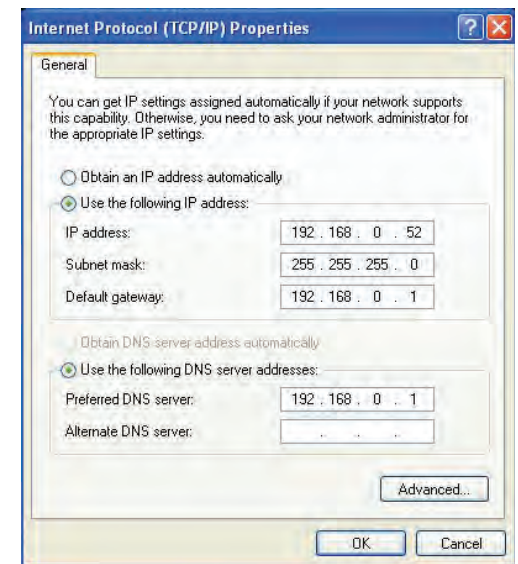 Internet Protocol (TCP/IP) Properties
General
You can get IP settings assigned automatically if your network supports
this capability. Otherwise, you need to ask your network administrator for
the appropriate IP settings.
Obtain an IP address automatically
Use the following IP address:
IP address: 192 . 168 . 0 . 52
Subnet mask: 255 . 255 . 255 . 0
Default gateway: 192 . 168 . 0 . 1
Obtain DNS server address automatically
Use the following DNS server addresses:
Preferred DNS server: 192 . 168 . 0 . 1
Alternate DNS server: . . .
Advanced...
OK Cancel